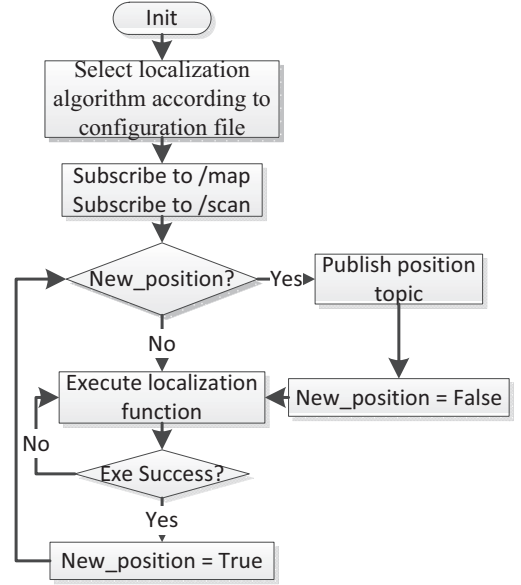 Init
Select localization
algorithm according to
configuration file
Subscribe to /map
Subscribe to /scan
New_position?
Yes
Publish position
topic
No
Execute localization
function
New_position = False
No
Exe Success?
Yes
New_position = True